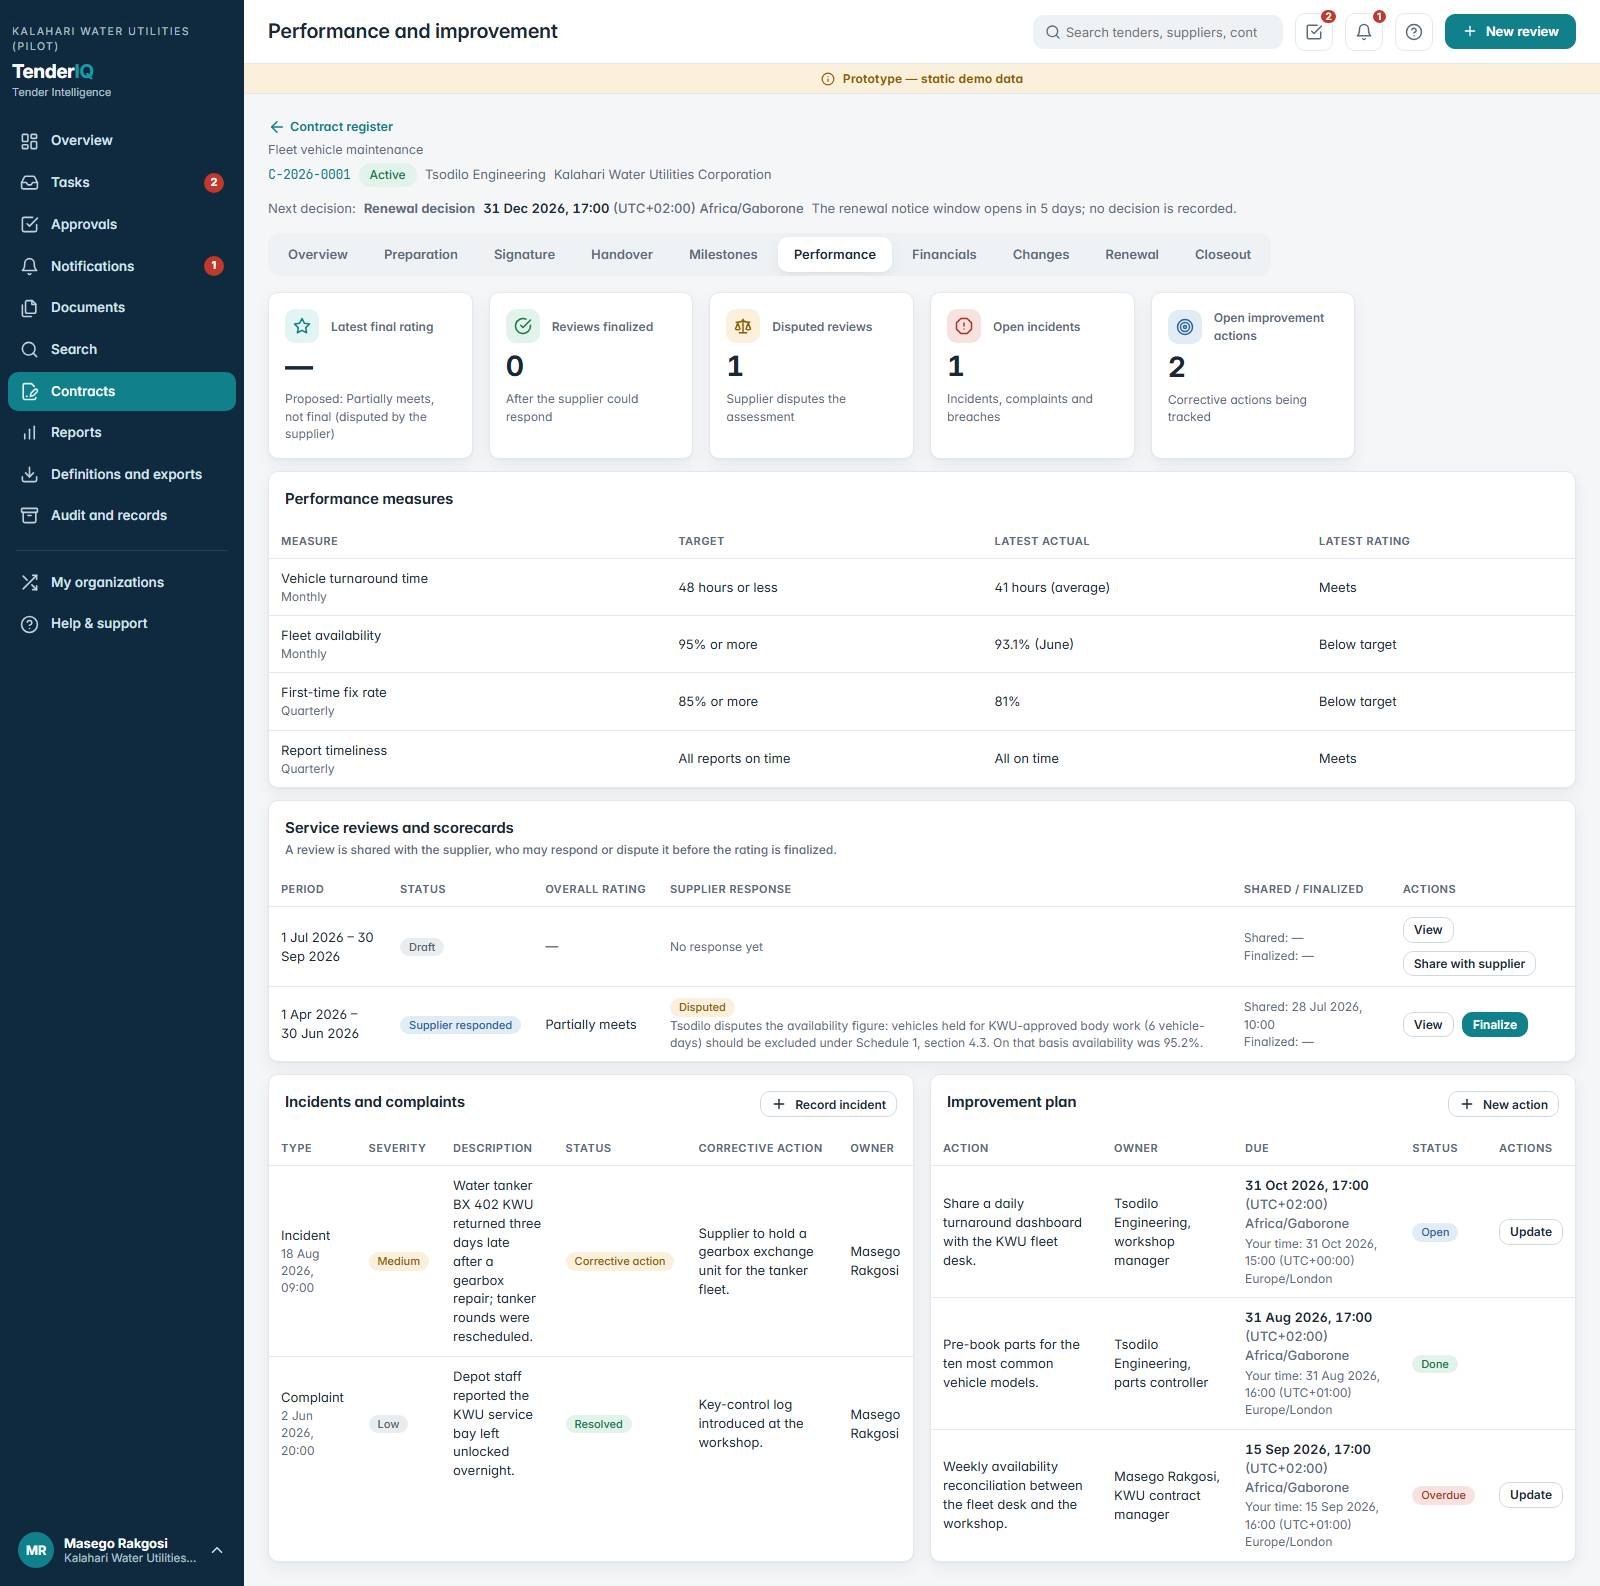 KALAHARI WATER UTILITIES
(PILOT)
TenderIQ
Tender Intelligence
Overview
Tasks 2
Approvals
Notifications 1
Documents
Search
Contracts
Reports
Definitions and exports
Audit and records
My organizations
Help & support
MR Masego Rakgosi
Kalahari Water Utilities...
Performance and improvement
Search tenders, suppliers, cont
2
1
New review
Prototype — static demo data
Contract register
Fleet vehicle maintenance
C-2026-0001 Active Tsodilo Engineering Kalahari Water Utilities Corporation
Next decision: Renewal decision 31 Dec 2026, 17:00 (UTC+02:00) Africa/Gaborone The renewal notice window opens in 5 days; no decision is recorded.
Overview Preparation Signature Handover Milestones Performance Financials Changes Renewal Closeout
Latest final rating
—
Proposed: Partially meets,
not final (disputed by the
supplier)
Reviews finalized
0
After the supplier could
respond
Disputed reviews
1
Supplier disputes the
assessment
Open incidents
1
Incidents, complaints and
breaches
Open improvement
actions
2
Corrective actions being
tracked
Performance measures
MEASURE TARGET LATEST ACTUAL LATEST RATING
Vehicle turnaround time
Monthly
48 hours or less
41 hours (average)
Meets
Fleet availability
Monthly
95% or more
93.1% (June)
Below target
First-time fix rate
Quarterly
85% or more
81%
Below target
Report timeliness
Quarterly
All reports on time
All on time
Meets
Service reviews and scorecards
A review is shared with the supplier, who may respond or dispute it before the rating is finalized.
PERIOD STATUS OVERALL RATING SUPPLIER RESPONSE SHARED / FINALIZED ACTIONS
1 Jul 2026 – 30
Sep 2026
Draft
—
No response yet
Shared: —
Finalized: —
View
Share with supplier
1 Apr 2026 –
30 Jun 2026
Supplier responded
Partially meets
Disputed
Tsodilo disputes the availability figure: vehicles held for KWU-approved body work (6 vehicle-
days) should be excluded under Schedule 1, section 4.3. On that basis availability was 95.2%.
Shared: 28 Jul 2026,
10:00
Finalized: —
View
Finalize
Incidents and complaints
Record incident
TYPE SEVERITY DESCRIPTION STATUS CORRECTIVE ACTION OWNER
Incident
18 Aug
2026,
09:00
Medium
Water tanker
BX 402 KWU
returned three
days late
after a
gearbox
repair; tanker
rounds were
rescheduled.
Corrective action
Supplier to hold a
gearbox exchange
unit for the tanker
fleet.
Masego
Rakgosi
Complaint
2 Jun
2026,
20:00
Low
Depot staff
reported the
KWU service
bay left
unlocked
overnight.
Resolved
Key-control log
introduced at the
workshop.
Masego
Rakgosi
Improvement plan
New action
ACTION OWNER DUE STATUS ACTIONS
Share a daily
turnaround dashboard
with the KWU fleet
desk.
Tsodilo
Engineering,
workshop
manager
31 Oct 2026, 17:00
(UTC+02:00)
Africa/Gaborone
Your time: 31 Oct 2026,
15:00 (UTC+00:00)
Europe/London
Open
Update
Pre-book parts for the
ten most common
vehicle models.
Tsodilo
Engineering,
parts controller
31 Aug 2026, 17:00
(UTC+02:00)
Africa/Gaborone
Your time: 31 Aug 2026,
16:00 (UTC+01:00)
Europe/London
Done
Weekly availability
reconciliation between
the fleet desk and the
workshop.
Masego Rakgosi,
KWU contract
manager
15 Sep 2026, 17:00
(UTC+02:00)
Africa/Gaborone
Your time: 15 Sep 2026,
16:00 (UTC+01:00)
Europe/London
Overdue
Update